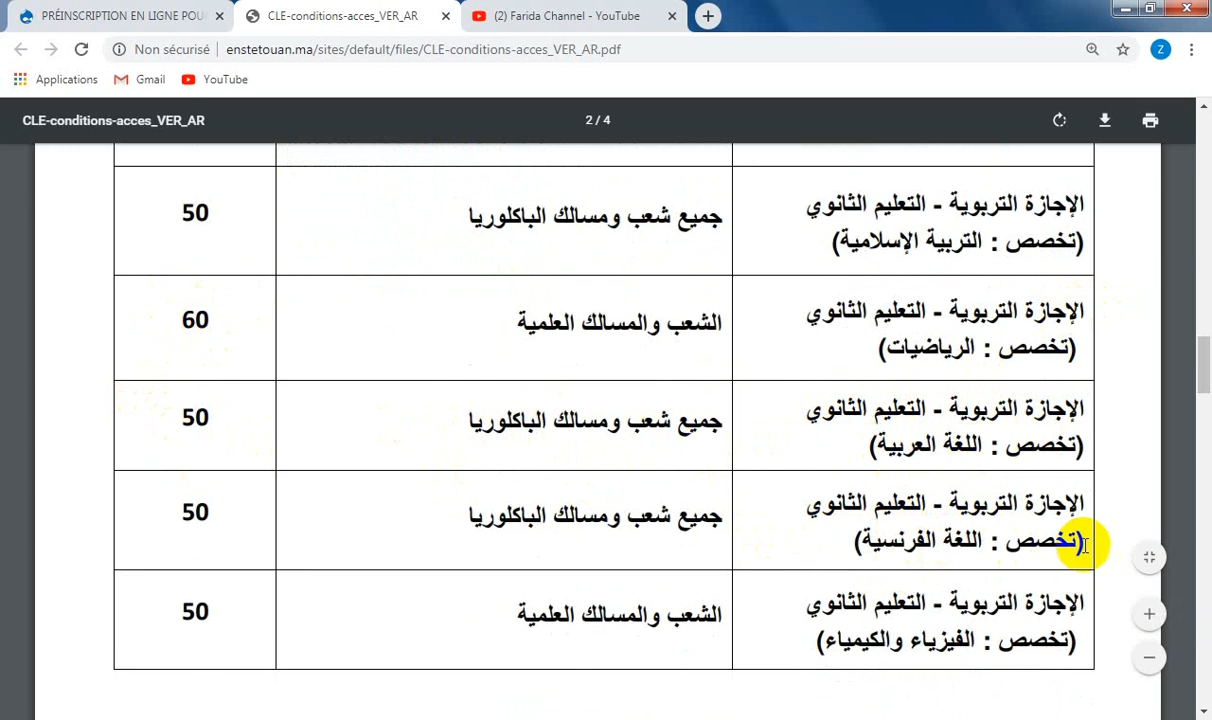 PRÉINSCRIPTION EN LIGNE POU
CLE-conditions-acces_VER_AR
(2) Farida Channel - YouTube
Non sécurisé
enstetouan.ma/sites/default/files/CLE-conditions-acces_VER_AR.pdf
Z
Applications
Gmail
YouTube
CLE-conditions-acces_VER_AR
2 / 4
الإجازة التربوية - التعليم الثانوي
(تخصص : التربية الإسلامية)
جميع شعب ومسالك الباكلوريا
50
الإجازة التربوية - التعليم الثانوي
(تخصص : الرياضيات)
الشعب والمسالك العلمية
60
الإجازة التربوية - التعليم الثانوي
(تخصص : اللغة العربية)
جميع شعب ومسالك الباكلوريا
50
الإجازة التربوية - التعليم الثانوي
(تخصص : اللغة الفرنسية)
جميع شعب ومسالك الباكلوريا
50
الإجازة التربوية - التعليم الثانوي
(تخصص : الفيزياء والكيمياء)
الشعب والمسالك العلمية
50